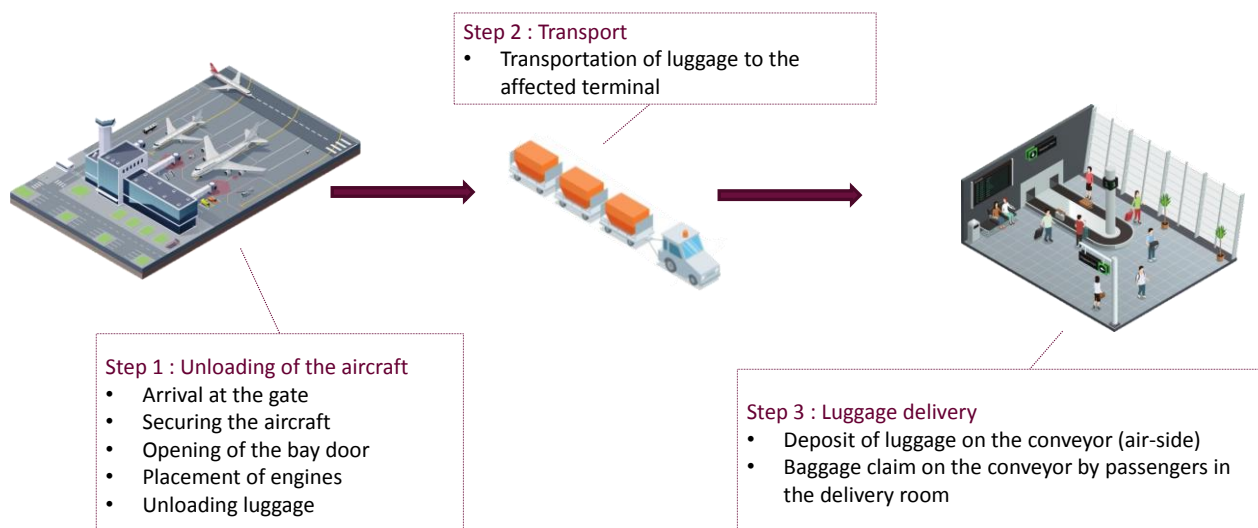 Step 1 : Unloading of the aircraft
• Arrival at the gate
• Securing the aircraft
• Opening of the bay door
• Placement of engines
• Unloading luggage
Step 2 : Transport
• Transportation of luggage to the
affected terminal
Step 3 : Luggage delivery
• Deposit of luggage on the conveyor (air-side)
• Baggage claim on the conveyor by passengers in
the delivery room